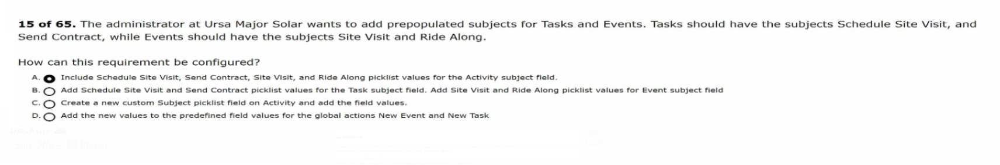 15 of 65. The administrator at Ursa Major Solar wants to add prepopulated subjects for Tasks and Events. Tasks should have the subjects Schedule Site Visit, and
Send Contract, while Events should have the subjects Site Visit and Ride Along.
How can this requirement be configured?
A. Include Schedule Site Visit, Send Contract, Site Visit, and Ride Along picklist values for the Activity subject field.
B. Add Schedule Site Visit and Send Contract picklist values for the Task subject field. Add Site Visit and Ride Along picklist values for Event subject field
C. Create a new custom Subject picklist field on Activity and add the field values.
D. Add the new values to the predefined field values for the global actions New Event and New Task